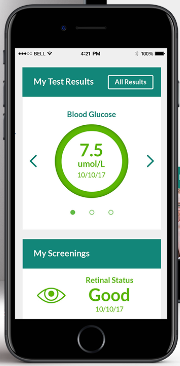 BELL
4:21 PM
100%
My Test Results
All Results
Blood Glucose
7.5
umol/L
10/10/17
My Screenings
Retinal Status
Good
10/10/17